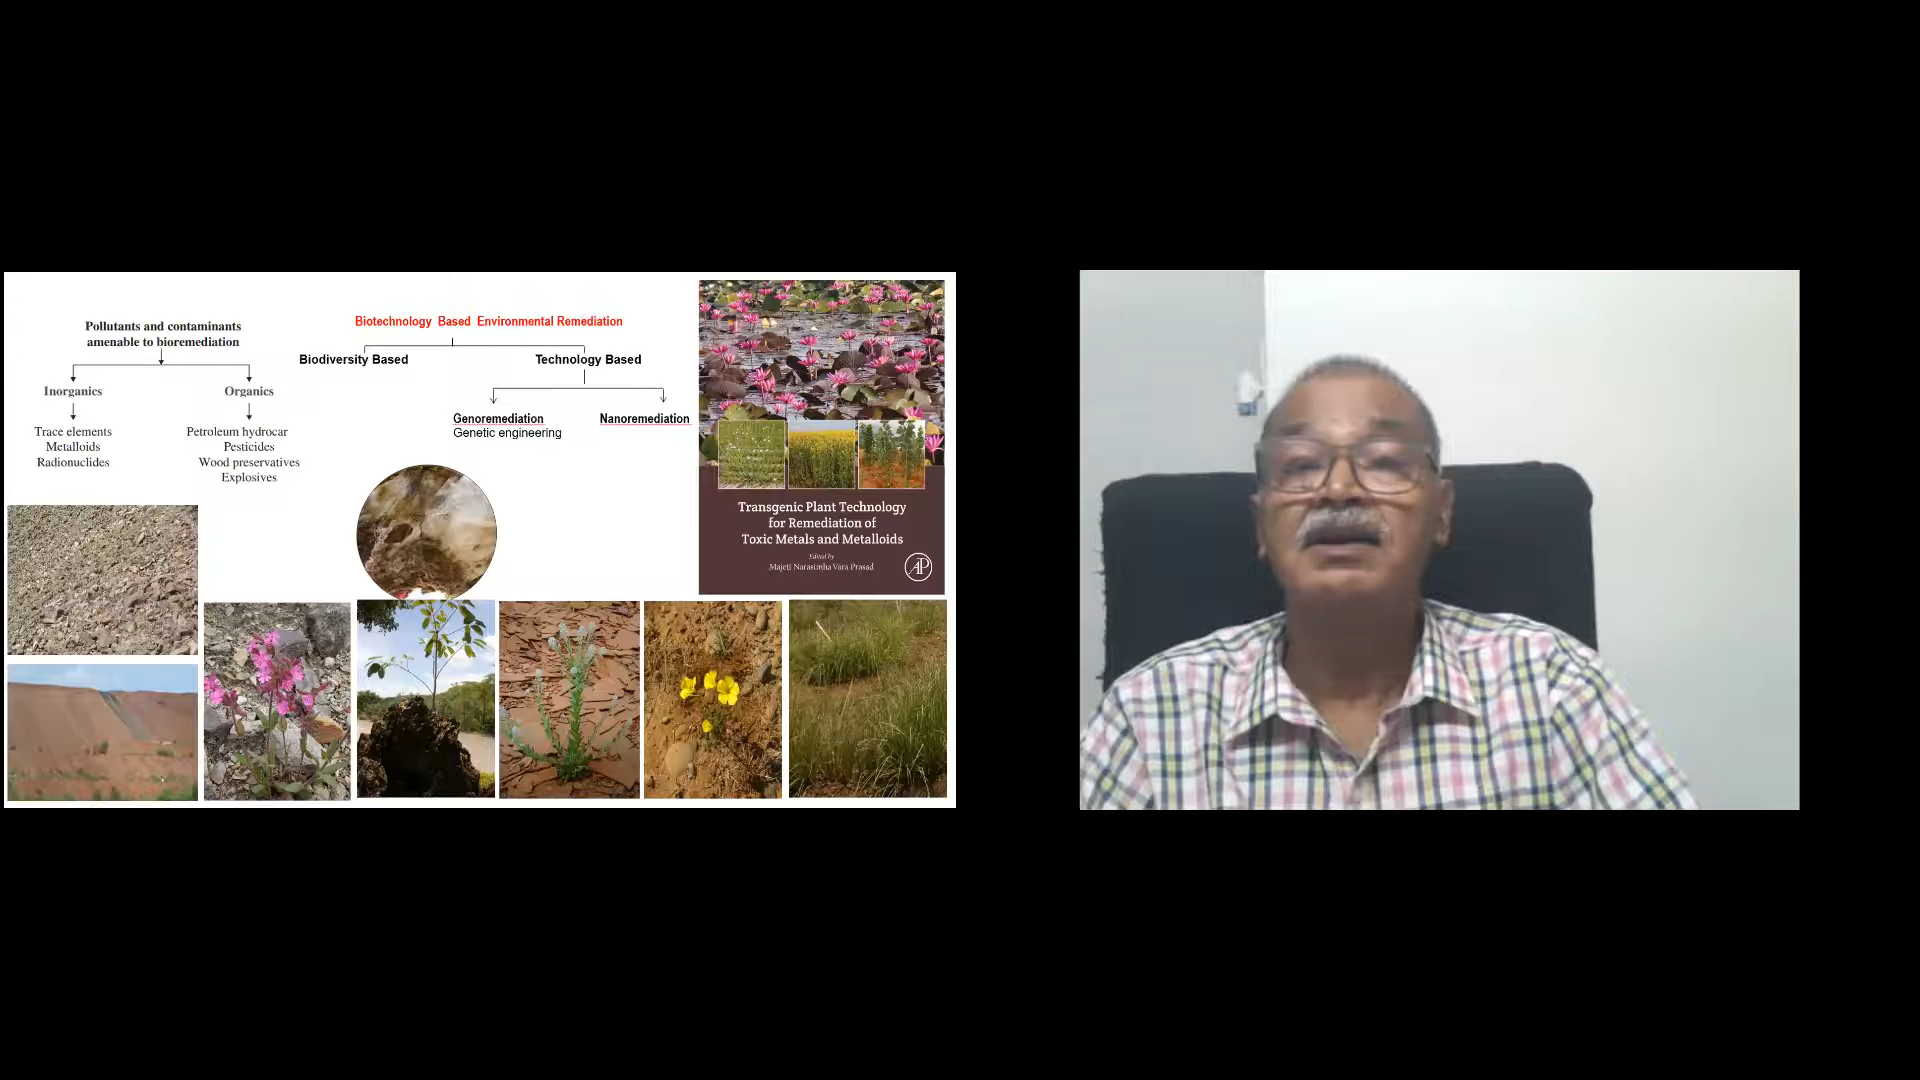 Pollutants and contaminants
amenable to bioremediation
Inorganics
Organics
Trace elements
Metalloids
Radionuclides
Petroleum hydrocar
Pesticides
Wood preservatives
Explosives
Biotechnology Based Environmental Remediation
Biodiversity Based
Technology Based
Genoremediation
Genetic engineering
Nanoremediation
Transgenic Plant Technology
for Remediation of
Toxic Metals and Metalloids
Edited by
Majeti Narasimha Vara Prasad
AP